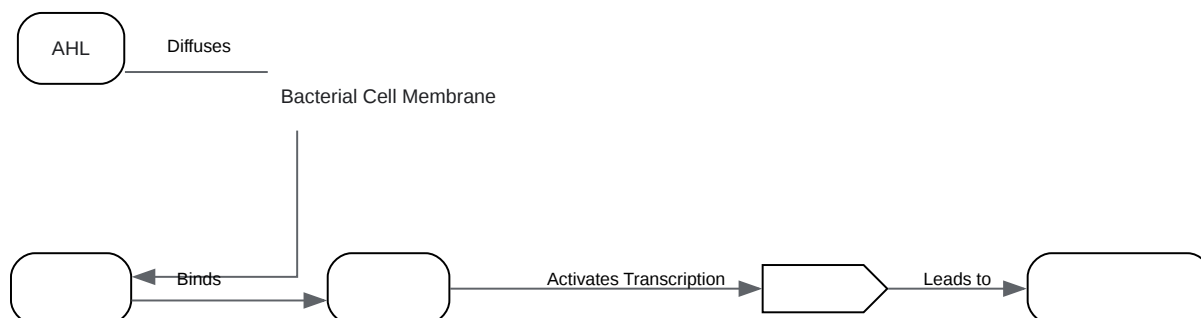 AHL
Diffuses
Bacterial Cell Membrane
Binds
Activates Transcription
Leads to